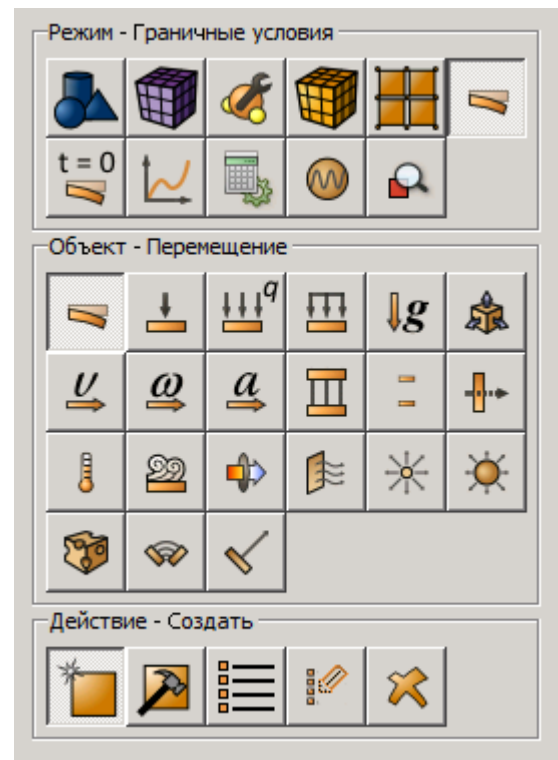 Режим - Граничные условия
t = 0
Объект - Перемещение
q
g
υ ω a
Действие - Создать